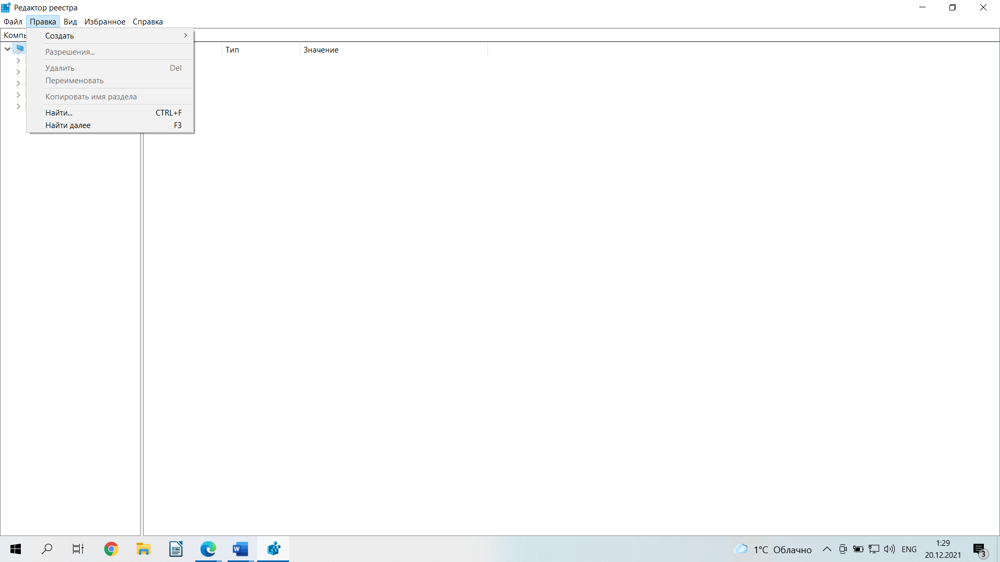 Редактор реестра
Файл Правка Вид Избранное Справка
Компь
Создать
Тип Значение
Разрешения...
Удалить Del
Переименовать
Копировать имя раздела
Найти... CTRL+F
Найти далее F3
1°C Облачно ENG 1:29
20.12.2021
3